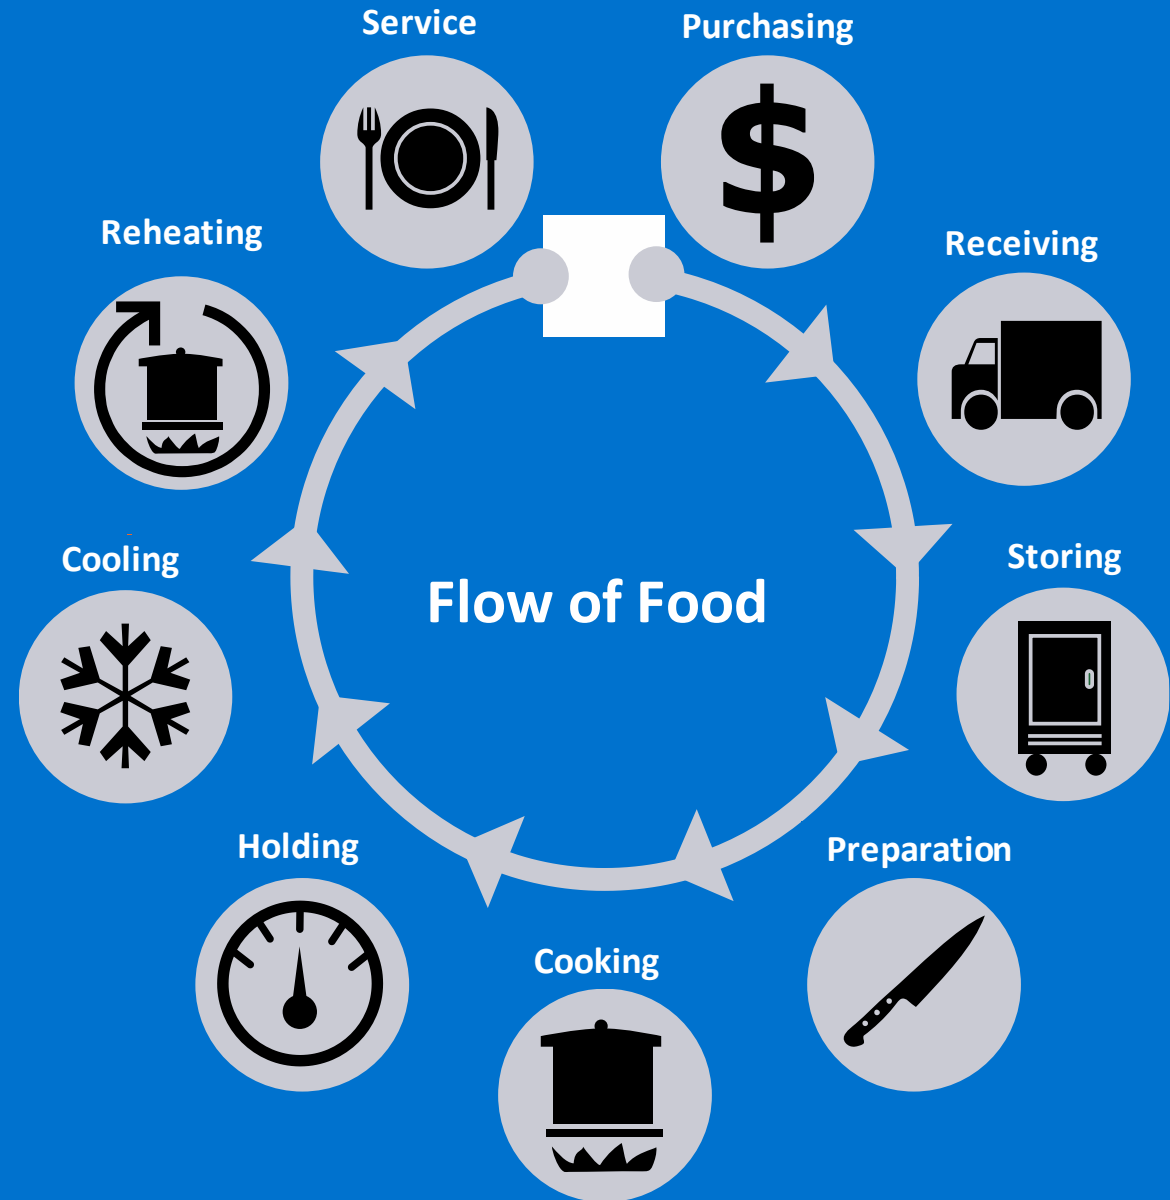 Service
Purchasing
$
Reheating
Receiving
Cooling
Storing
Flow of Food
Holding
Preparation
Cooking